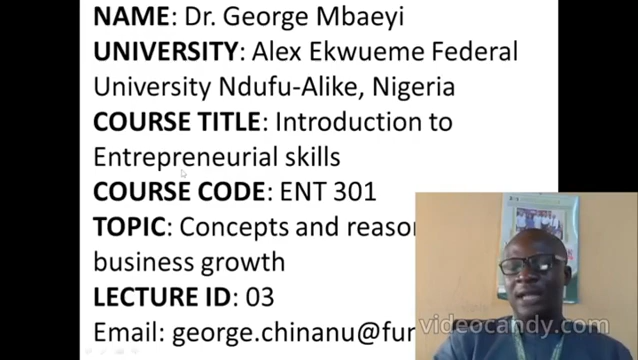 NAME: Dr. George Mbaeyi
UNIVERSITY: Alex Ekwueme Federal
University Ndufu-Alike, Nigeria
COURSE TITLE: Introduction to
Entrepreneurial skills
COURSE CODE: ENT 301
TOPIC: Concepts and
business growth
LECTURE ID: 03
Email: george.chinanu@fu
videocandy.com